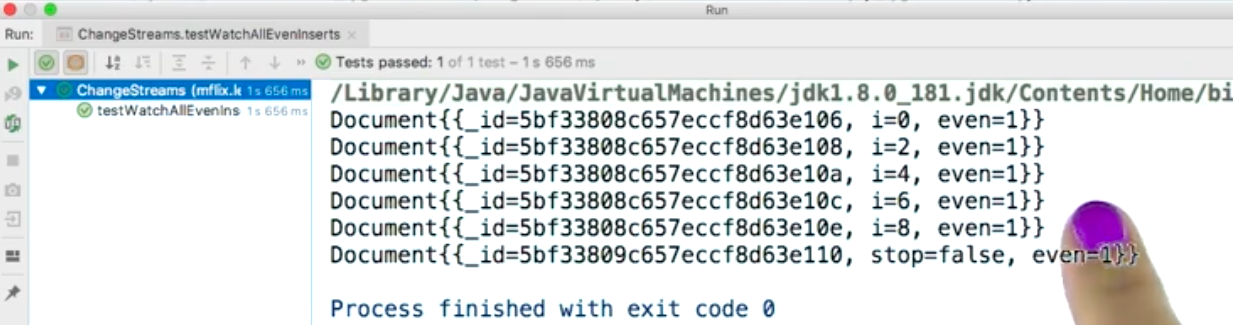 Run
Run: ChangeStreams.testWatchAllEvenInserts
Tests passed: 1 of 1 test – 1 s 656 ms
ChangeStreams (mflix.le 1 s 656 ms
testWatchAllEvenIns 1 s 656 ms
/Library/Java/JavaVirtualMachines/jdk1.8.0_181.jdk/Contents/Home/bi
Document{{_id=5bf33808c657eccf8d63e106, i=0, even=1}}
Document{{_id=5bf33808c657eccf8d63e108, i=2, even=1}}
Document{{_id=5bf33808c657eccf8d63e10a, i=4, even=1}}
Document{{_id=5bf33808c657eccf8d63e10c, i=6, even=1}}
Document{{_id=5bf33808c657eccf8d63e10e, i=8, even=1}}
Document{{_id=5bf33809c657eccf8d63e110, stop=false, even=1}}
Process finished with exit code 0